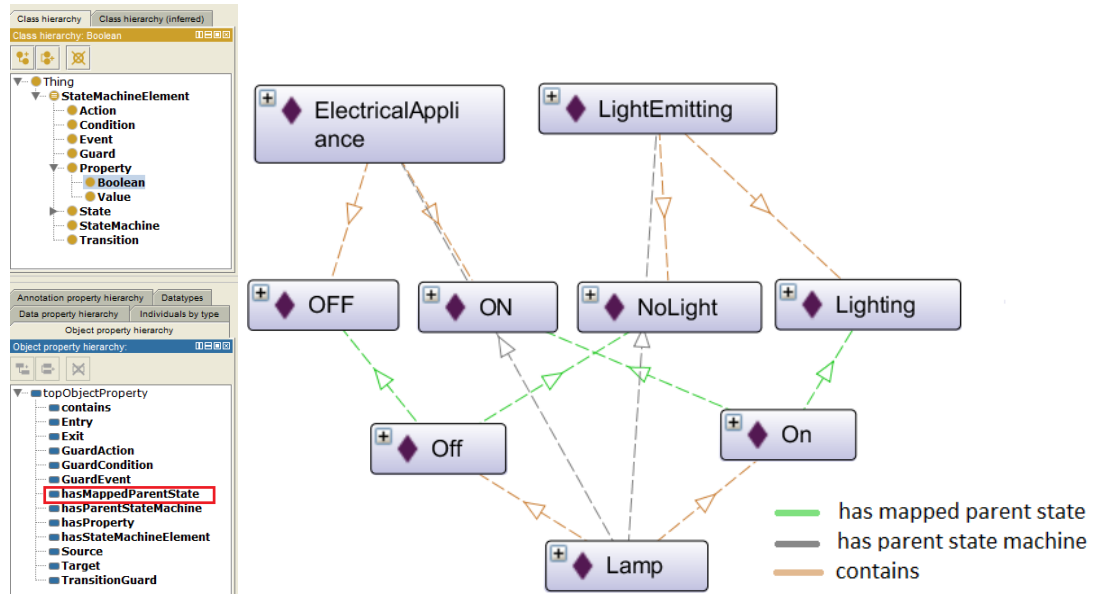 Class hierarchy Class hierarchy (inferred)
Class hierarchy: Boolean
Thing
StateMachineElement
Action
Condition
Event
Guard
Property
Boolean
Value
State
StateMachine
Transition
Annotation property hierarchy Datatypes
Data property hierarchy Individuals by type
Object property hierarchy
Object property hierarchy:
topObjectProperty
contains
Entry
Exit
GuardAction
GuardCondition
GuardEvent
hasMappedParentState
hasParentStateMachine
hasProperty
hasStateMachineElement
Source
Target
TransitionGuard
ElectricalAppli
ance
LightEmitting
OFF
ON
NoLight
Lighting
Off
On
Lamp
has mapped parent state
has parent state machine
contains